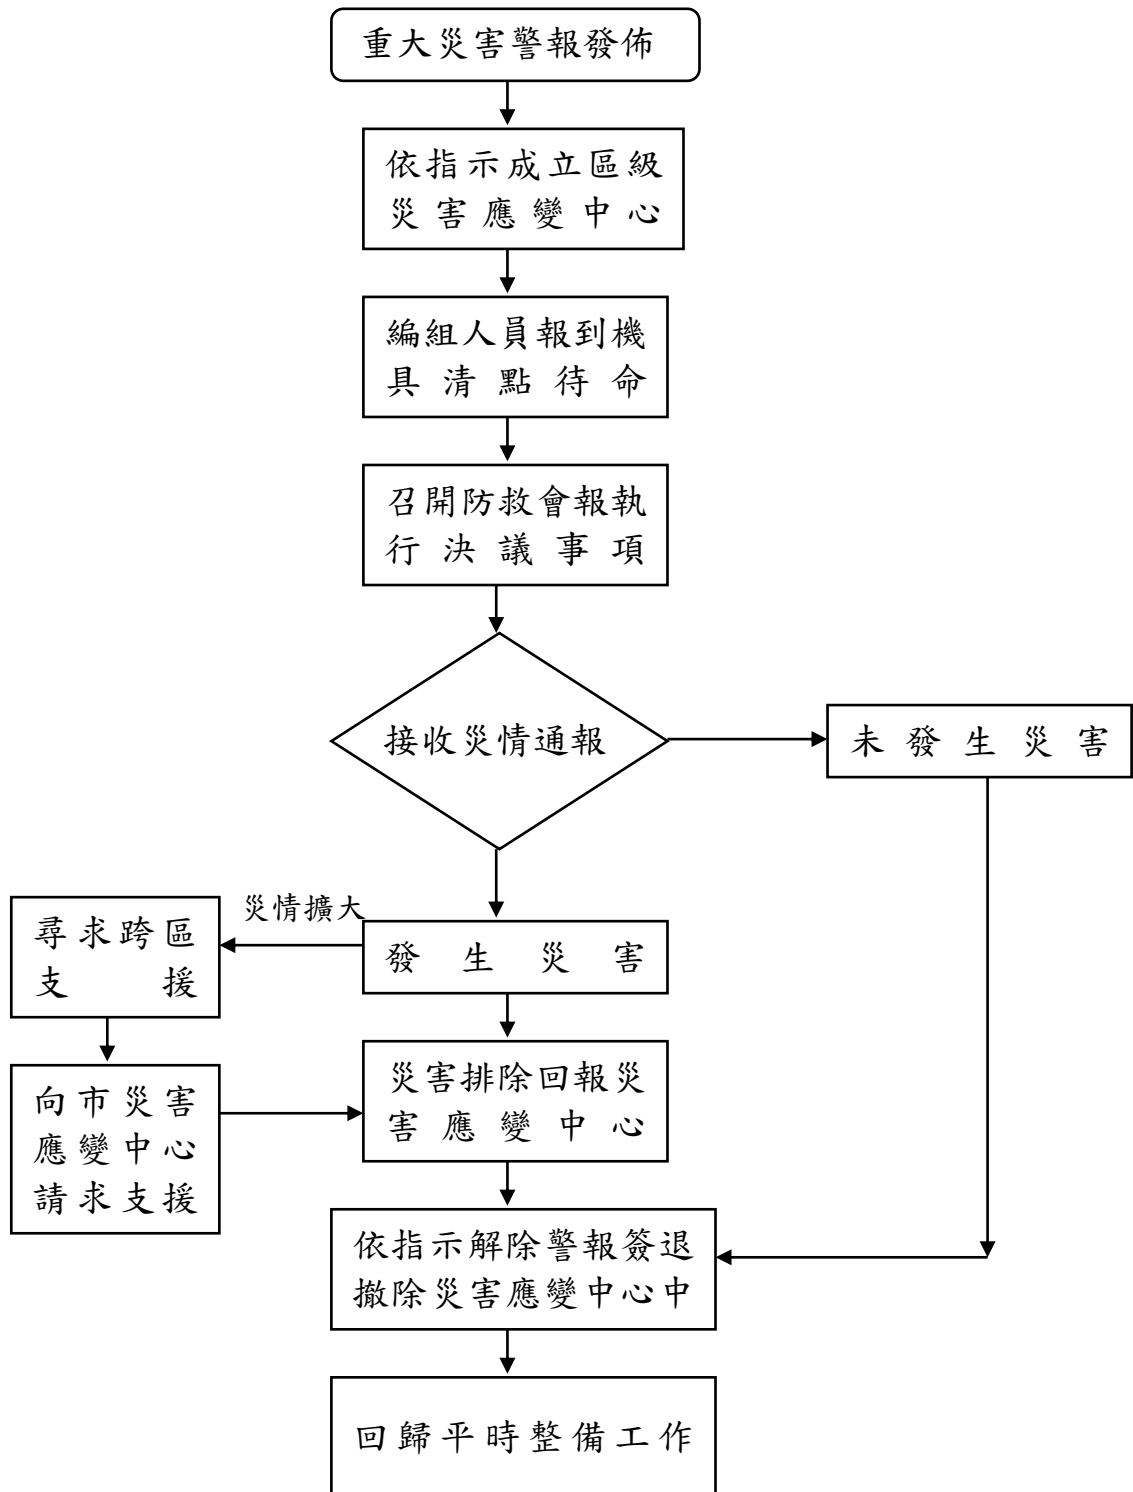 重大災害警報發佈
依指示成立區級
災害應變中心
編組人員報到機
具清點待命
召開防救會報執
行決議事項
接收災情通報
未發生災害
災情擴大
尋求跨區
支援
發生災害
向市災害
應變中心
請求支援
災害排除回報災
害應變中心
依指示解除警報簽退
撤除災害應變中心中
回歸平時整備工作